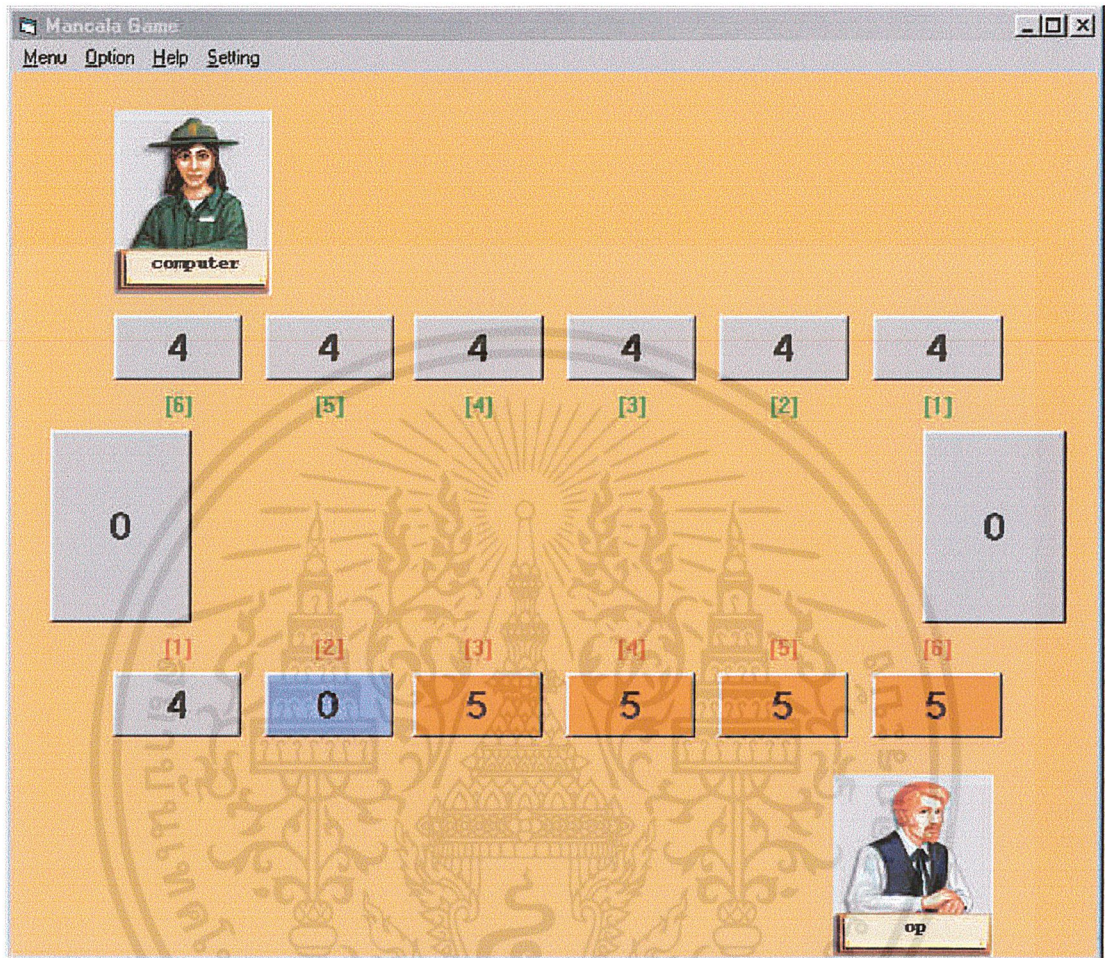 Mancala Game
Menu Option Help Setting
computer
4 4 4 4 4 4
[6] [5] [4] [3] [2] [1]
0 0
[1] [2] [3] [4] [5] [6]
4 0 5 5 5 5
op